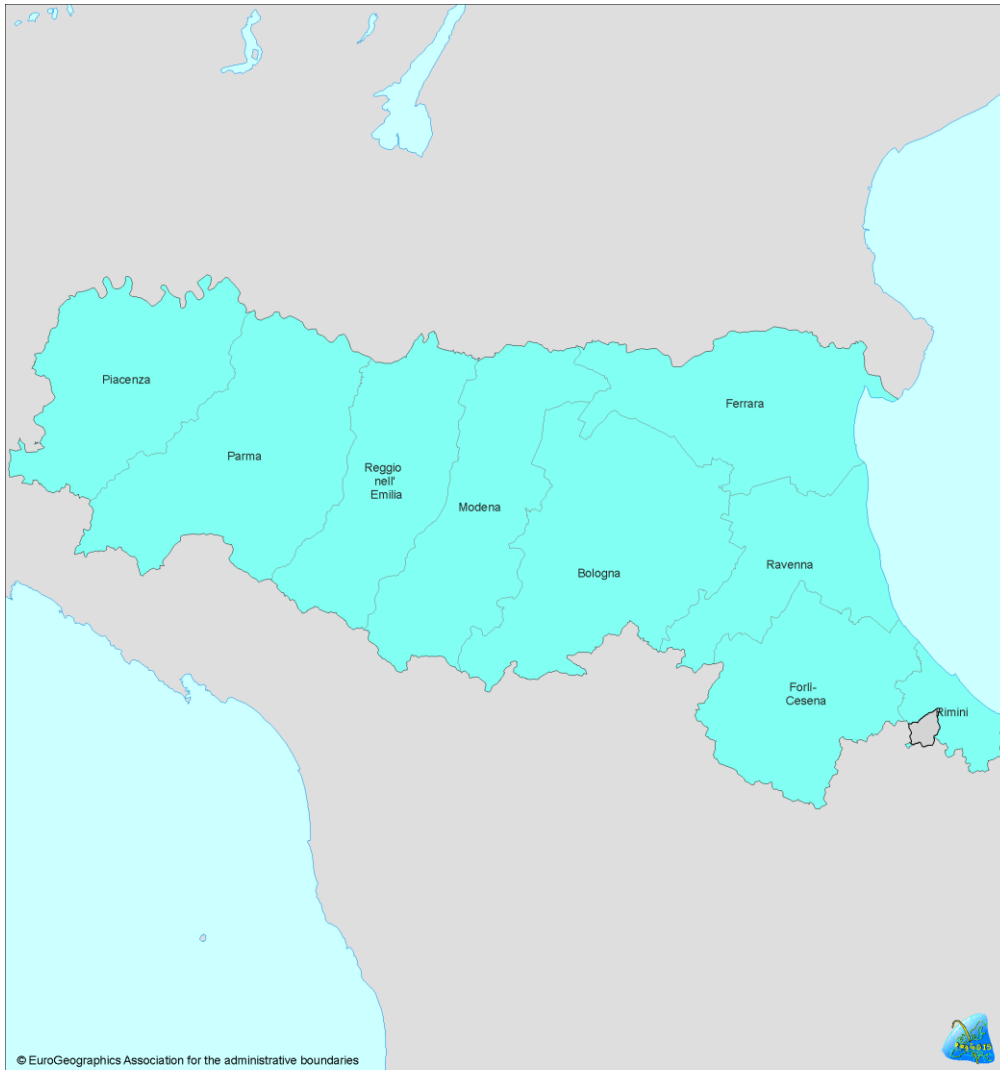 Piacenza
Ferrara
Parma
Reggio
nell'
Emilia
Modena
Bologna
Ravenna
Forlì-
Cesena
Rimini
© EuroGeographics Association for the administrative boundaries